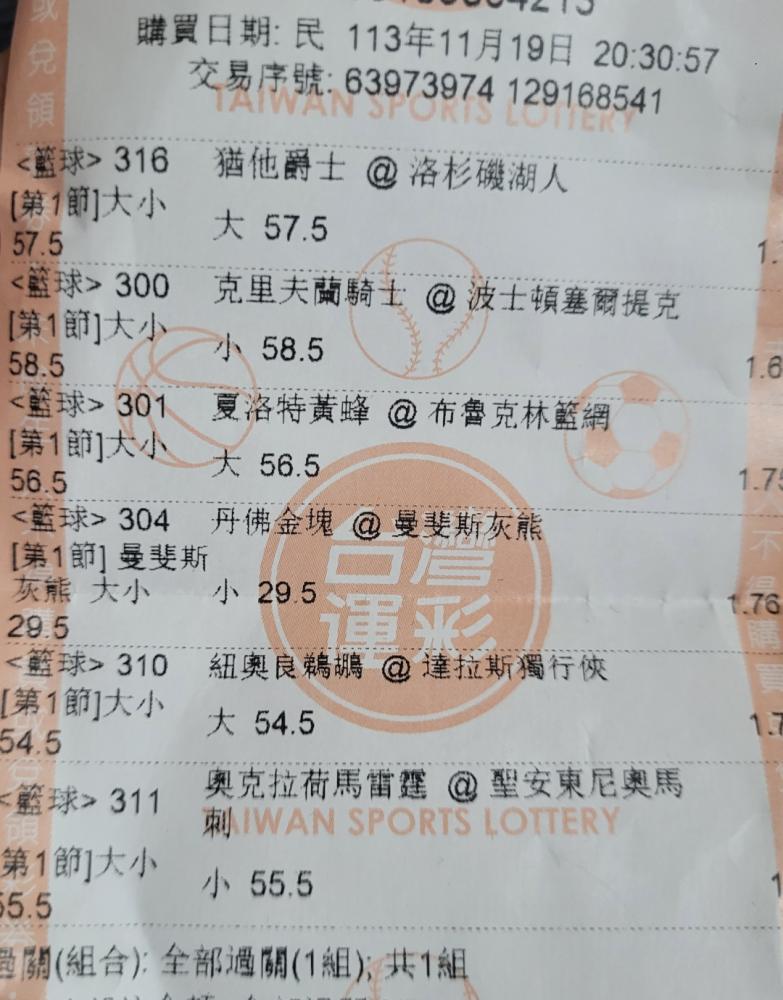 購買日期: 民 113年11月19日 20:30:57
交易序號: 63973974 129168541
TAIWAN SPORTS LOTTERY
<籃球> 316 猶他爵士 @ 洛杉磯湖人
[第1節]大小 大 57.5
57.5
<籃球> 300 克里夫蘭騎士 @ 波士頓塞爾提克
[第1節]大小 小 58.5
58.5 1.6
<籃球> 301 夏洛特黃蜂 @ 布魯克林籃網
[第1節]大小 大 56.5
56.5 1.75
<籃球> 304 丹佛金塊 @ 曼斐斯灰熊
[第1節] 曼斐斯
灰熊 大小 小 29.5 1.76
29.5
台灣
運彩
<籃球> 310 紐奧良鵜鶘 @ 達拉斯獨行俠
[第1節]大小 大 54.5 1.7
54.5
<籃球> 311 奧克拉荷馬雷霆 @ 聖安東尼奧馬
刺
TAIWAN SPORTS LOTTERY
第1節]大小 小 55.5
55.5
過關(組合): 全部過關(1組); 共1組